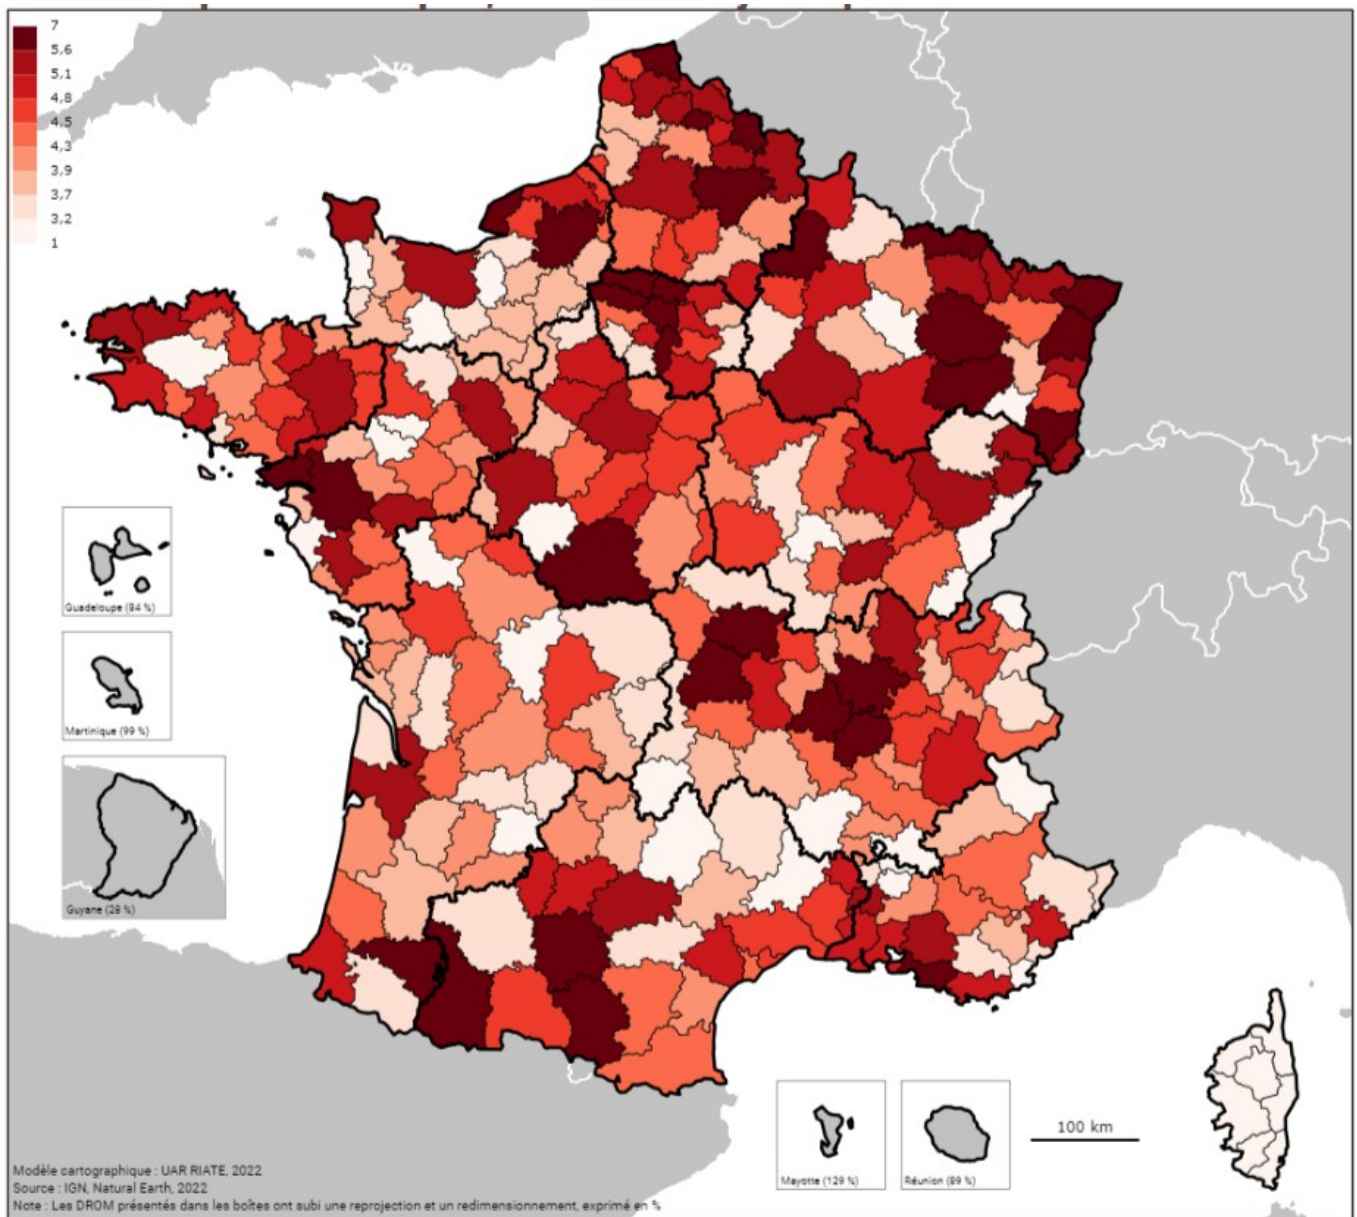 7
5,6
5,1
4,8
4,5
4,3
3,9
3,7
3,2
1
Guadeloupe (84 %)
Martinique (99 %)
Guyane (28 %)
100 km
Mayotte (129 %)
Réunion (89 %)
Modèle cartographique : UAR RIATE, 2022
Source : IGN, Natural Earth, 2022
Note : Les DROM présentés dans les boîtes ont subi une reprojection et un redimensionnement, exprimé en %